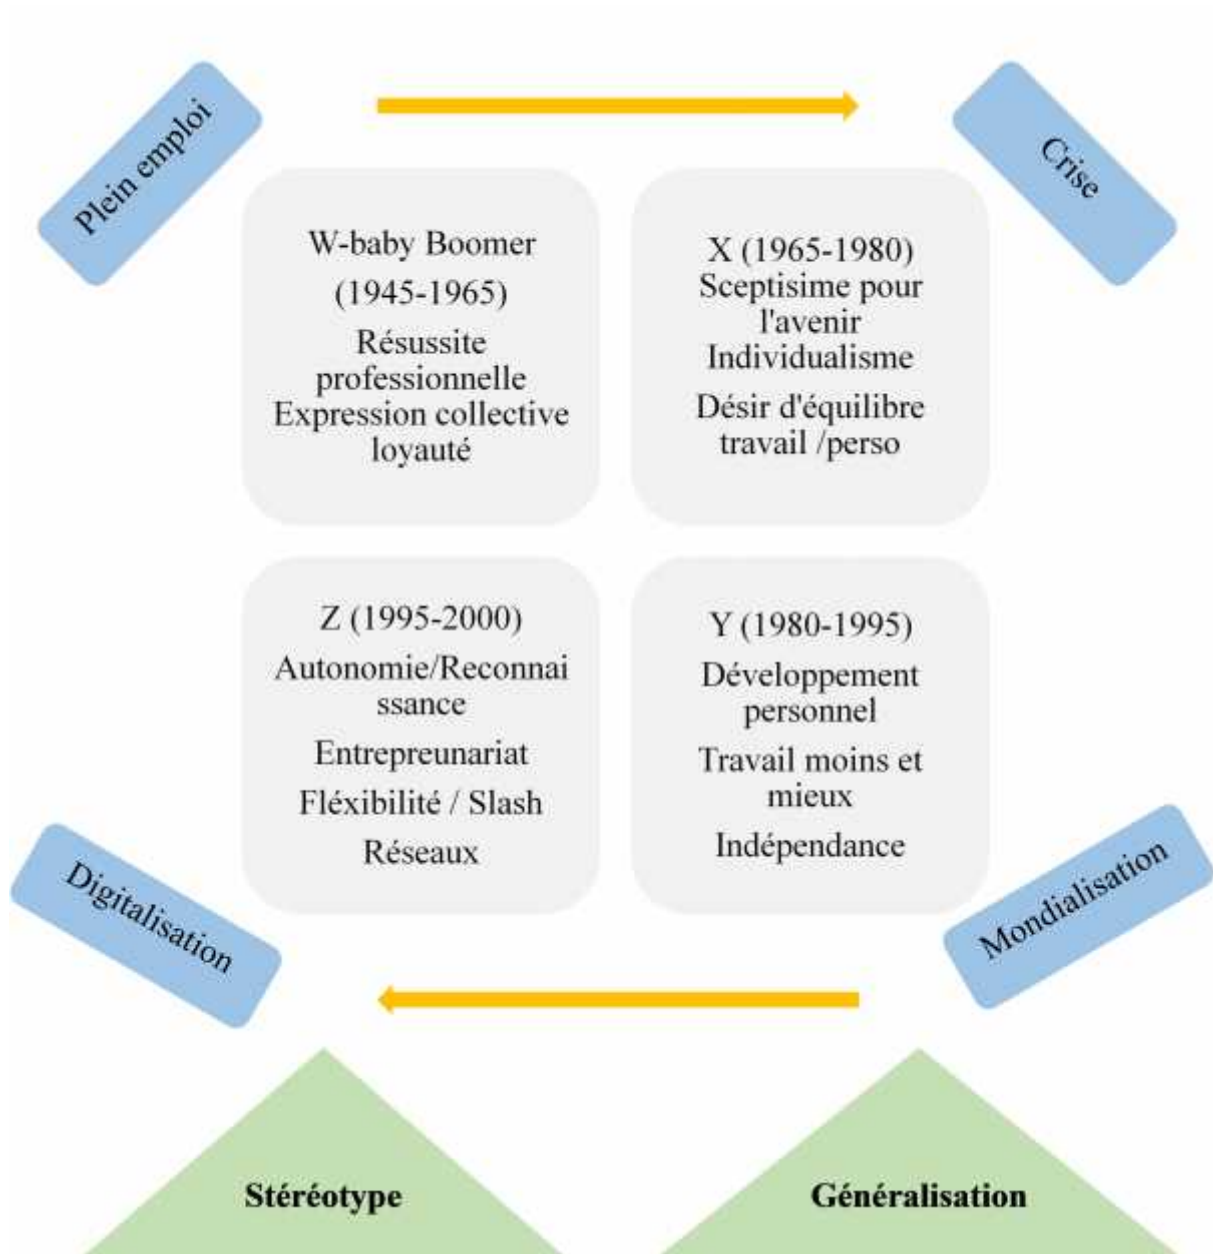 Plein emploi
Crise
W-baby Boomer
(1945-1965)
Résussite
professionnelle
Expression collective
loyauté
X (1965-1980)
Sceptisime pour
l'avenir
Individualisme
Désir d'équilibre
travail /perso
Z (1995-2000)
Autonomie/Reconnai
ssance
Entrepreunariat
Fléxibilité / Slash
Réseaux
Y (1980-1995)
Développement
personnel
Travail moins et
mieux
Indépendance
Digitalisation
Mondialisation
Stéréotype
Généralisation